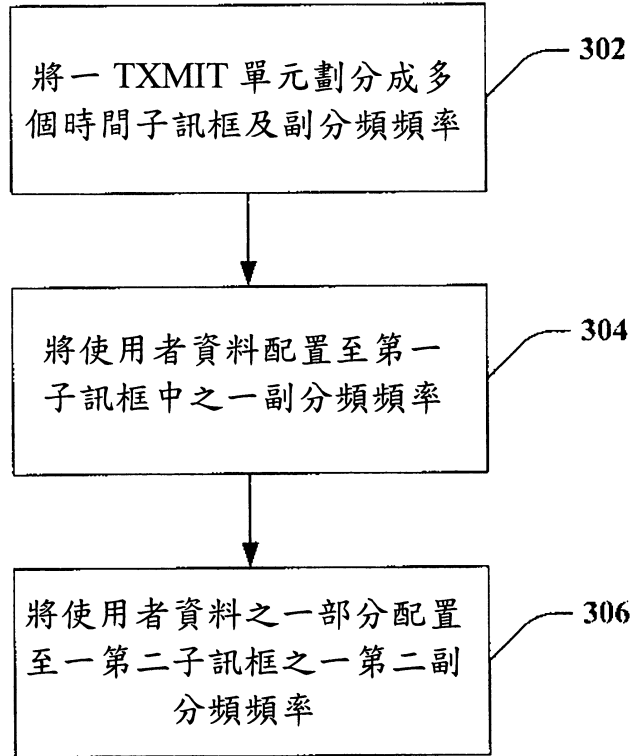 302
將一 TXMIT 單元劃分成多
個時間子訊框及副分頻頻率
304
將使用者資料配置至第一
子訊框中之一副分頻頻率
306
將使用者資料之一部分配置
至一第二子訊框之一第二副
分頻頻率